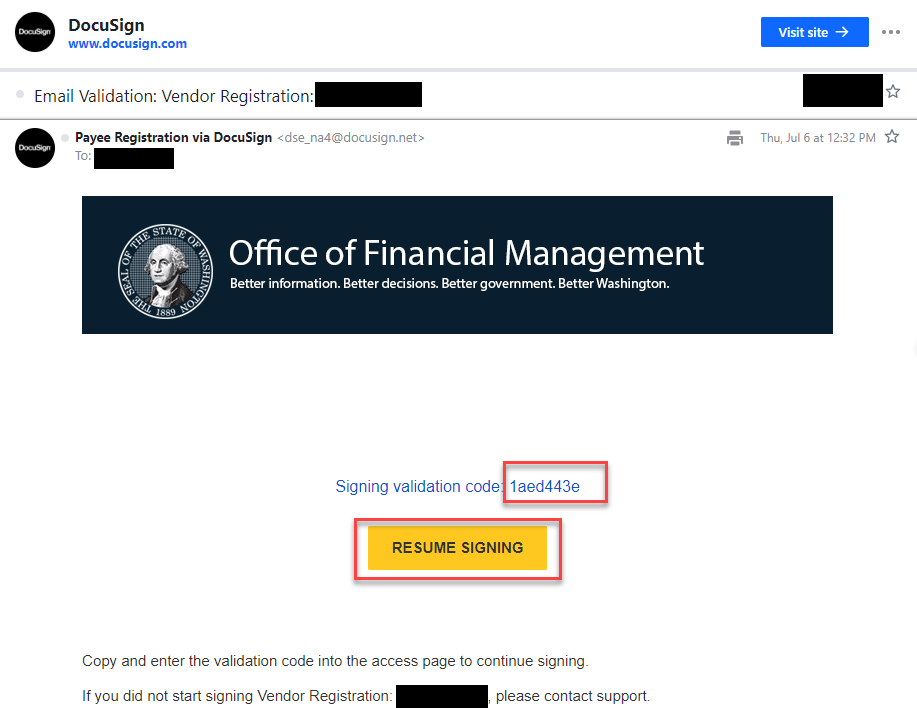 DocuSign
DocuSign
www.docusign.com
Visit site →
Email Validation: Vendor Registration:
DocuSign
Payee Registration via DocuSign <dse_na4@docusign.net>
Thu, Jul 6 at 12:32 PM
To:
THE SEAL OF THE STATE OF WASHINGTON
1889
Office of Financial Management
Better information. Better decisions. Better government. Better Washington.
Signing validation code: 1aed443e
RESUME SIGNING
Copy and enter the validation code into the access page to continue signing.
If you did not start signing Vendor Registration: , please contact support.